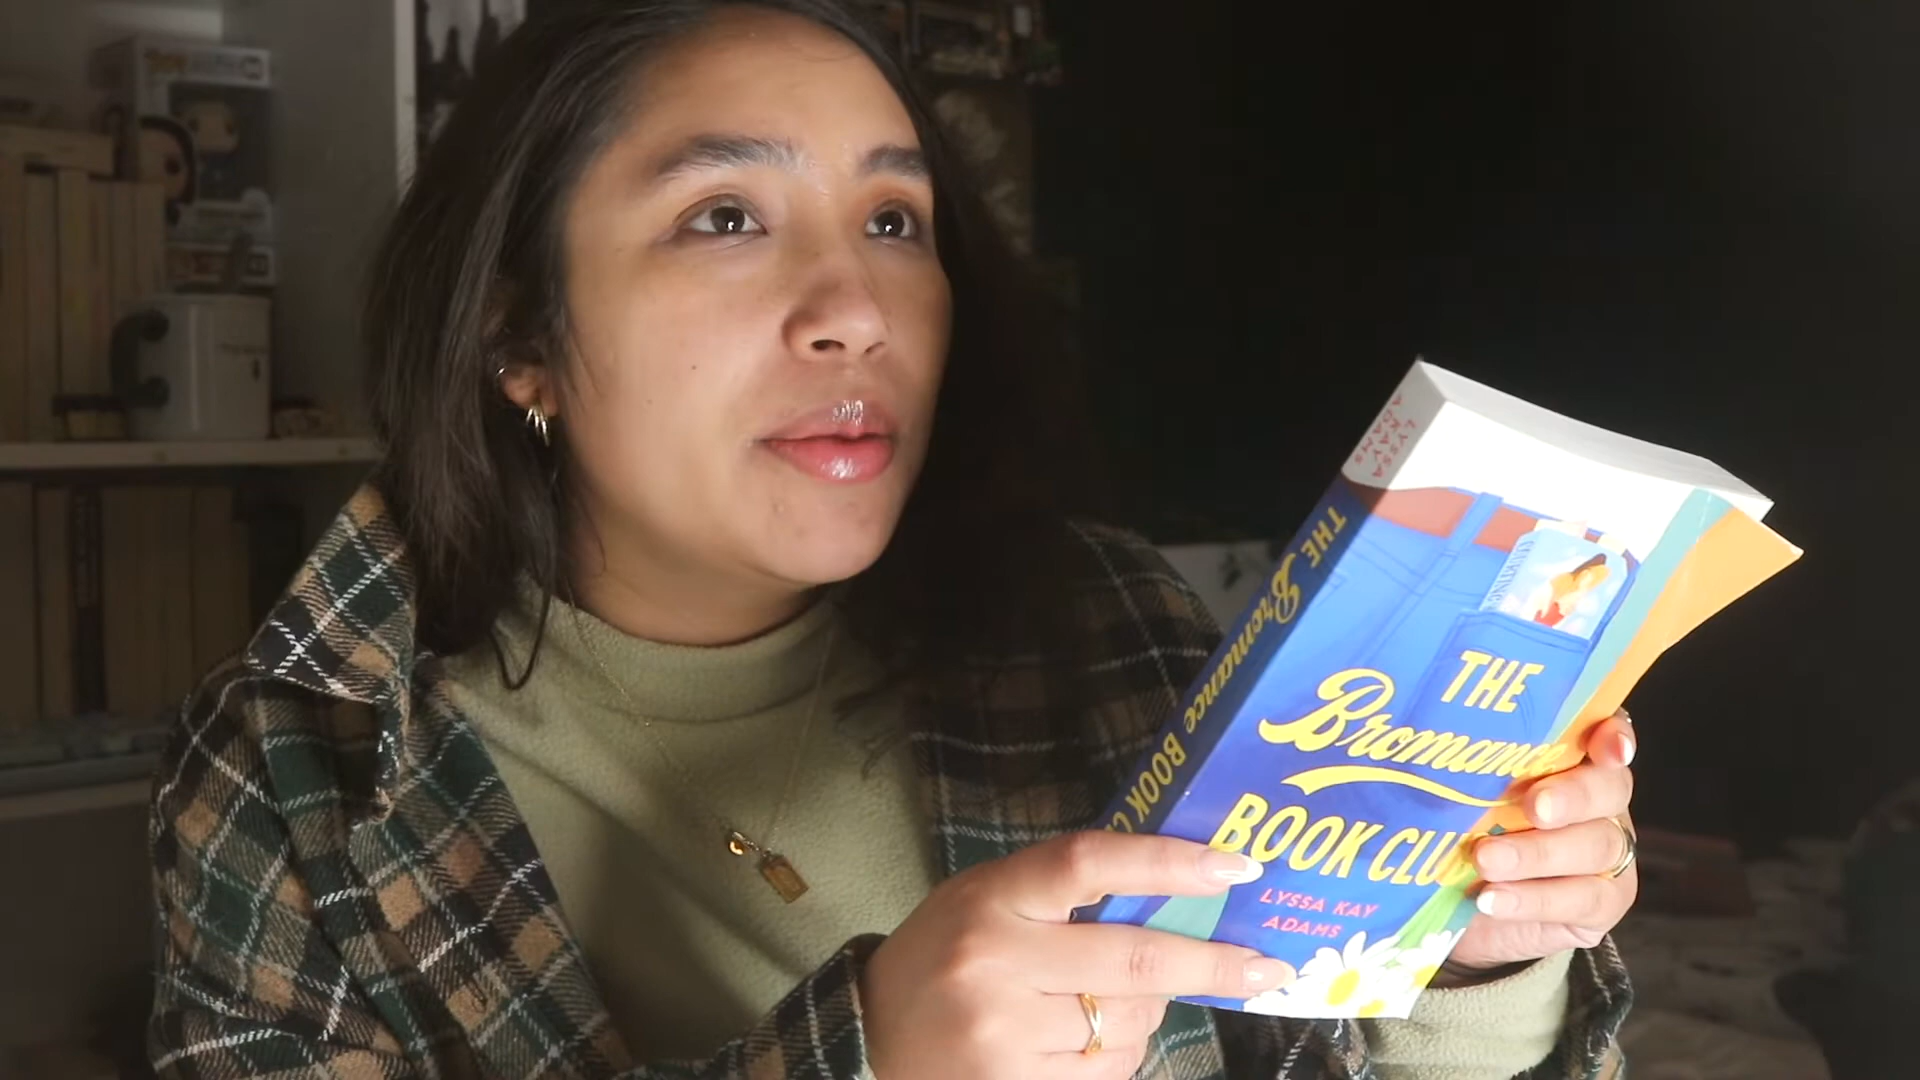 LYSSA
KAY
ADAMS
THE Bromance BOOK C
THE
Bromance
BOOK CLUB
LYSSA KAY
ADAMS